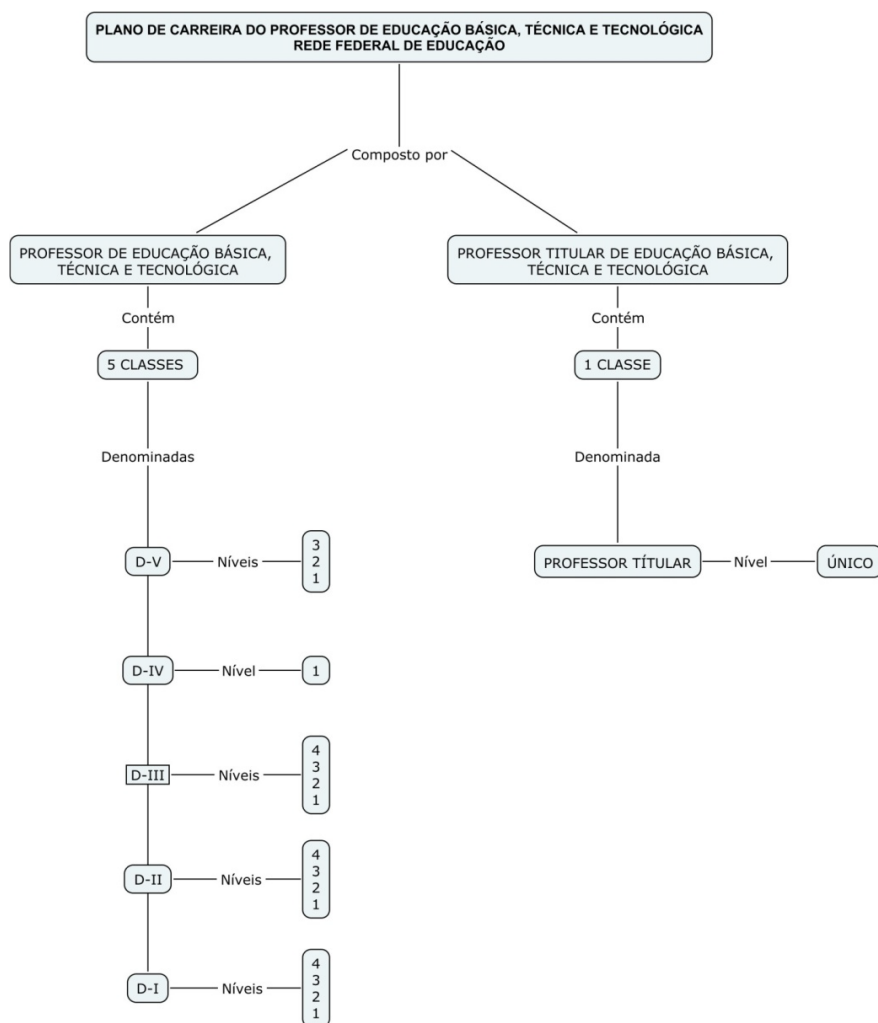 PLANO DE CARREIRA DO PROFESSOR DE EDUCAÇÃO BÁSICA, TÉCNICA E TECNOLÓGICA
REDE FEDERAL DE EDUCAÇÃO
Composto por
PROFESSOR DE EDUCAÇÃO BÁSICA,
TÉCNICA E TECNOLÓGICA
Contém
5 CLASSES
Denominadas
D-V
Níveis
3
2
1
D-IV
Nível
1
D-III
Níveis
4
3
2
1
D-II
Níveis
4
3
2
1
D-I
Níveis
4
3
2
1
PROFESSOR TITULAR DE EDUCAÇÃO BÁSICA,
TÉCNICA E TECNOLÓGICA
Contém
1 CLASSE
Denominada
PROFESSOR TÍTULAR
Nível
ÚNICO